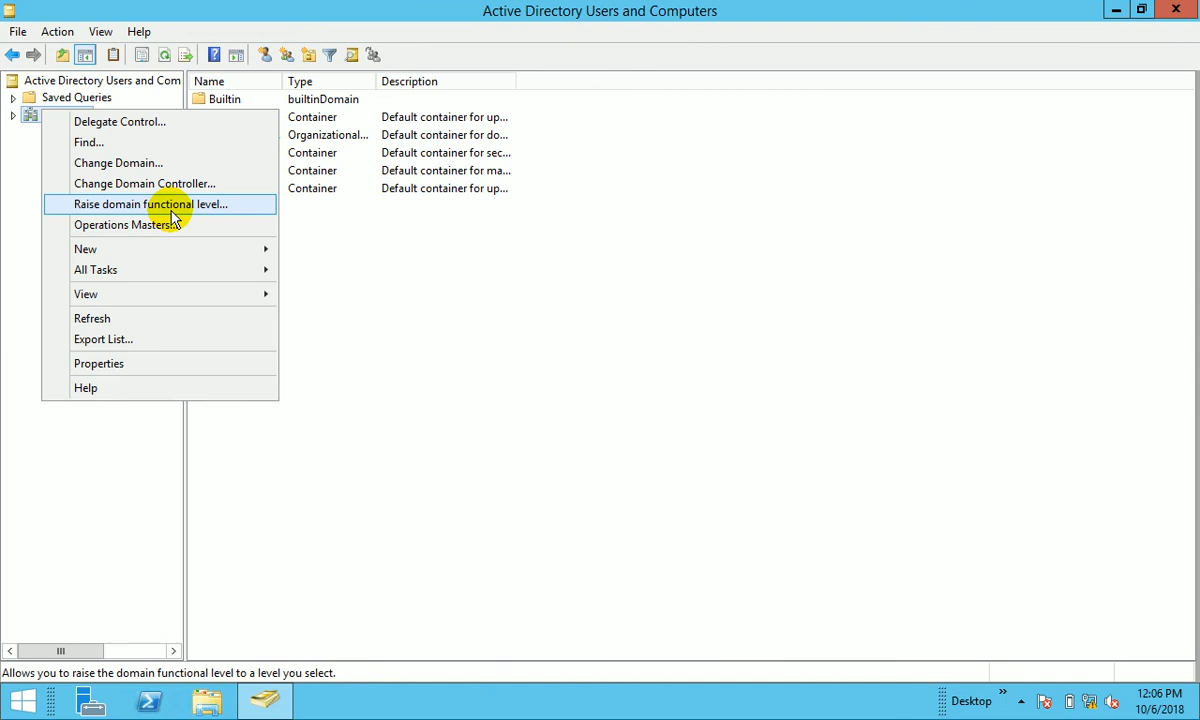 Active Directory Users and Computers
File Action View Help
Active Directory Users and Com
Saved Queries
Name Type Description
Builtin builtinDomain
Container Default container for up...
Organizational... Default container for do...
Container Default container for sec...
Container Default container for ma...
Container Default container for up...
Delegate Control...
Find...
Change Domain...
Change Domain Controller...
Raise domain functional level...
Operations Masters...
New
All Tasks
View
Refresh
Export List...
Properties
Help
Allows you to raise the domain functional level to a level you select.
Desktop
12:06 PM
10/6/2018